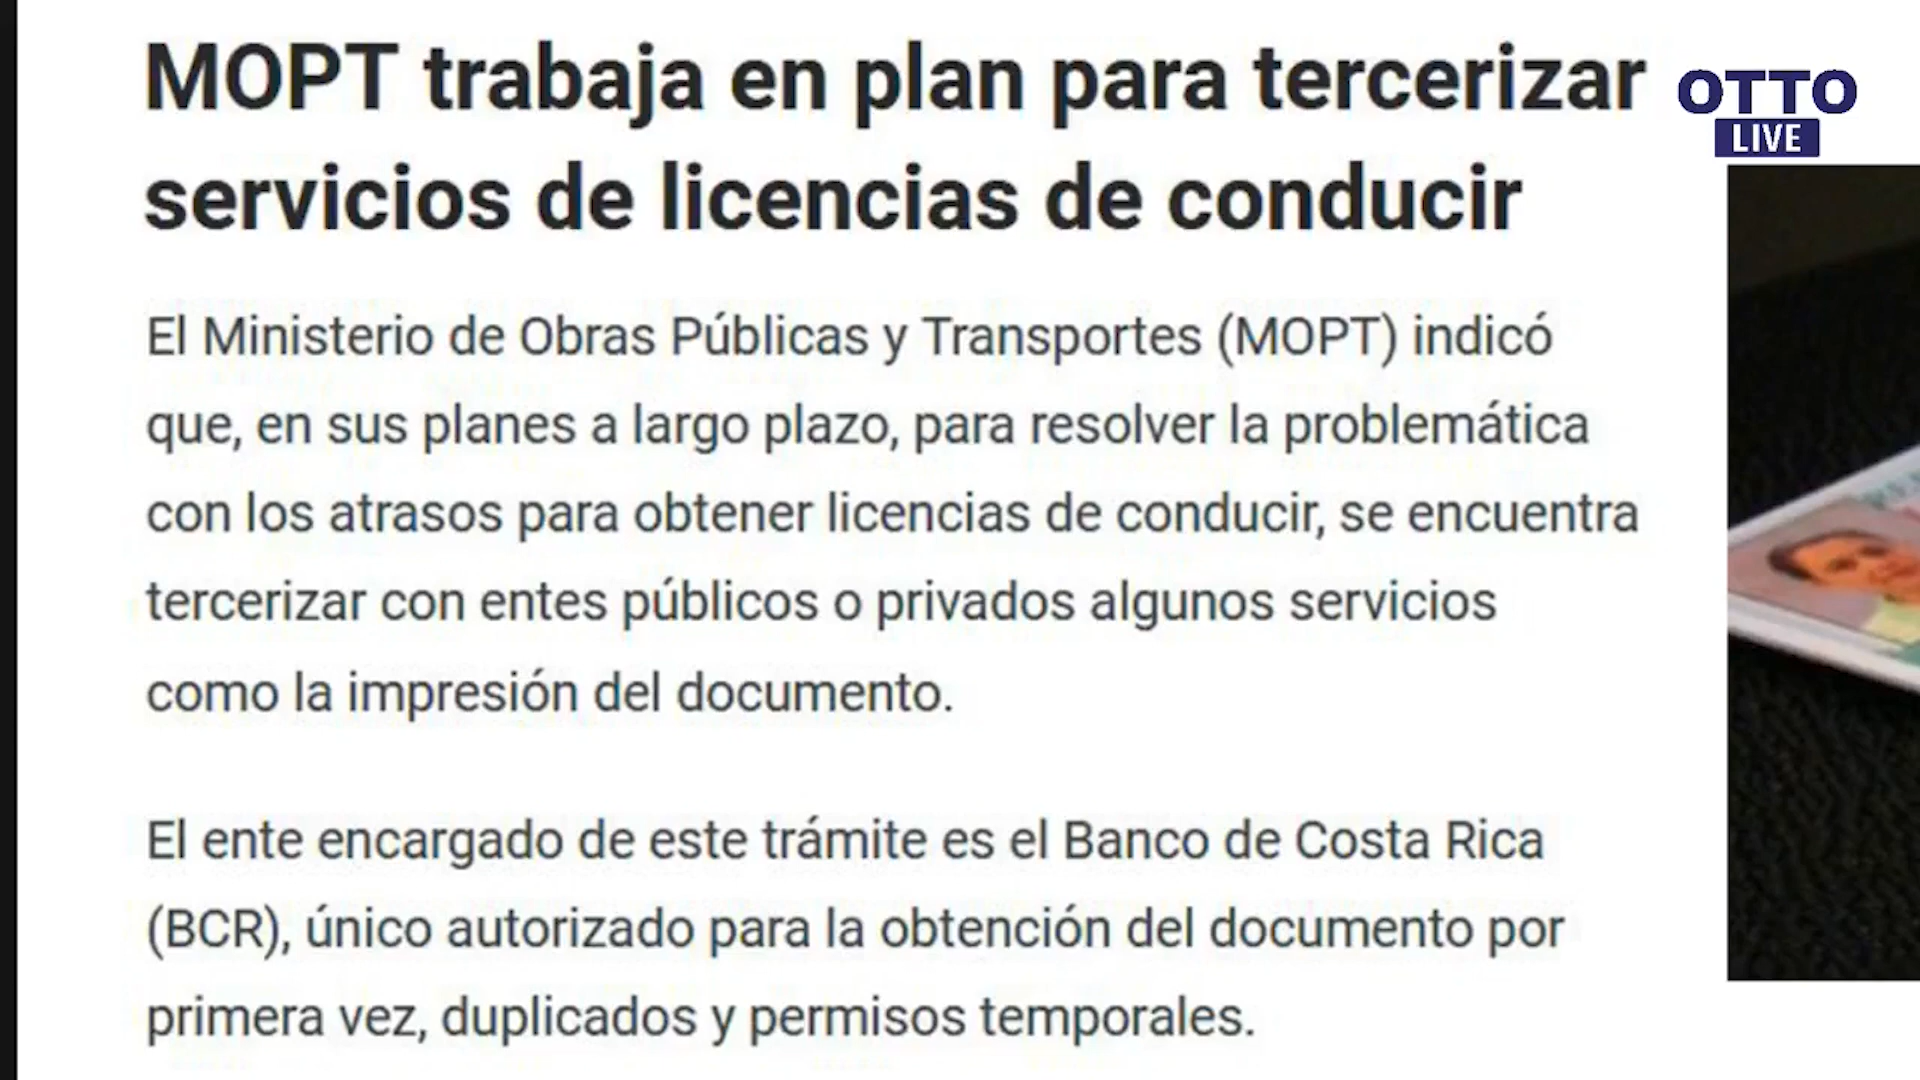 MOPT trabaja en plan para tercerizar
servicios de licencias de conducir
OTTO
LIVE
El Ministerio de Obras Públicas y Transportes (MOPT) indicó
que, en sus planes a largo plazo, para resolver la problemática
con los atrasos para obtener licencias de conducir, se encuentra
tercerizar con entes públicos o privados algunos servicios
como la impresión del documento.
El ente encargado de este trámite es el Banco de Costa Rica
(BCR), único autorizado para la obtención del documento por
primera vez, duplicados y permisos temporales.